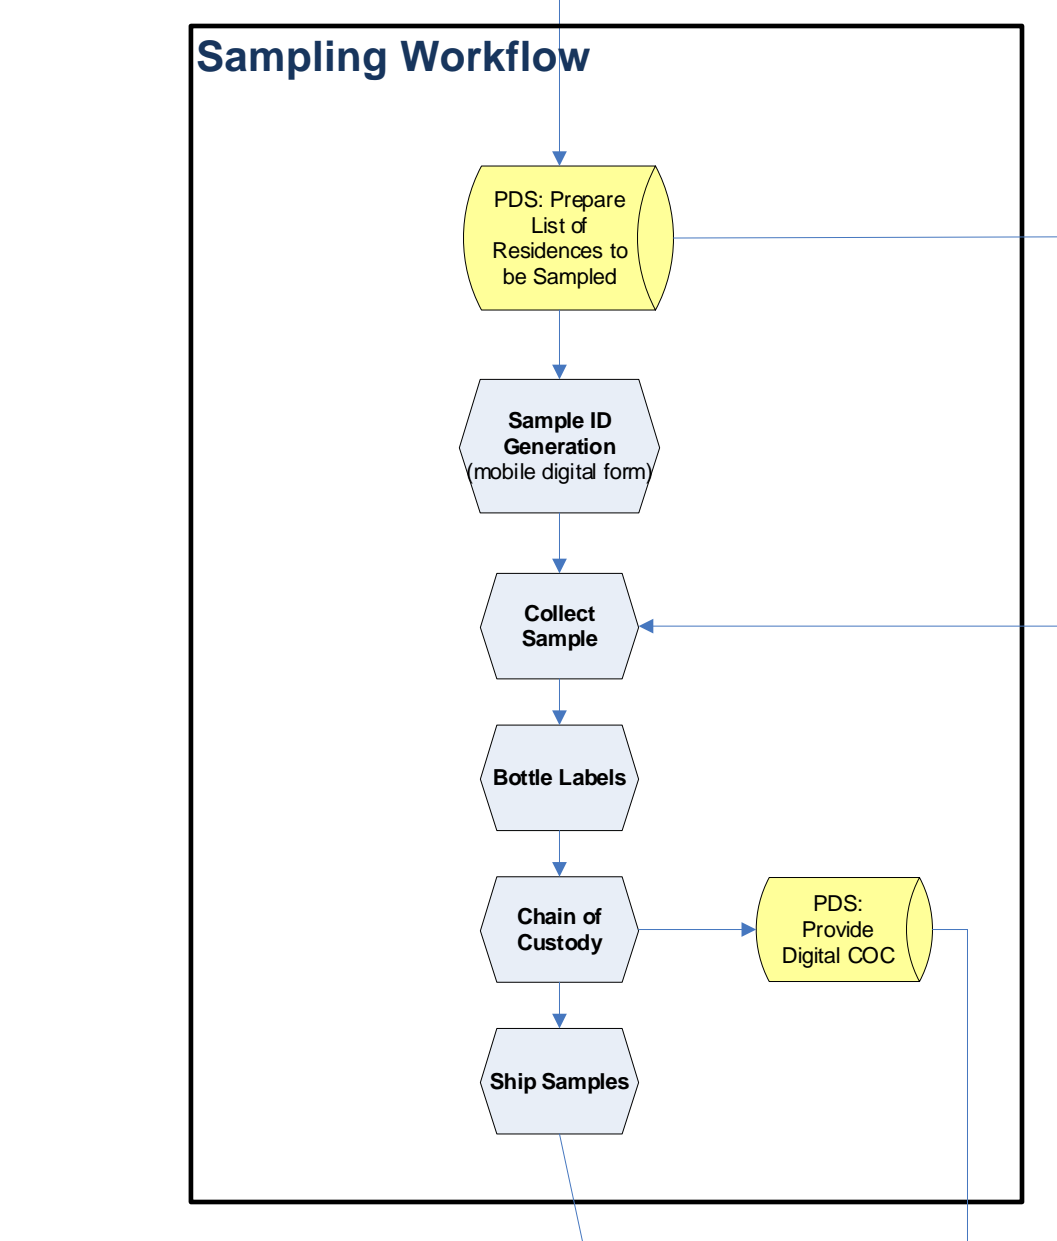 Sampling Workflow
PDS: Prepare
List of
Residences to
be Sampled
Sample ID
Generation
(mobile digital form)
Collect
Sample
Bottle Labels
Chain of
Custody
PDS:
Provide
Digital COC
Ship Samples